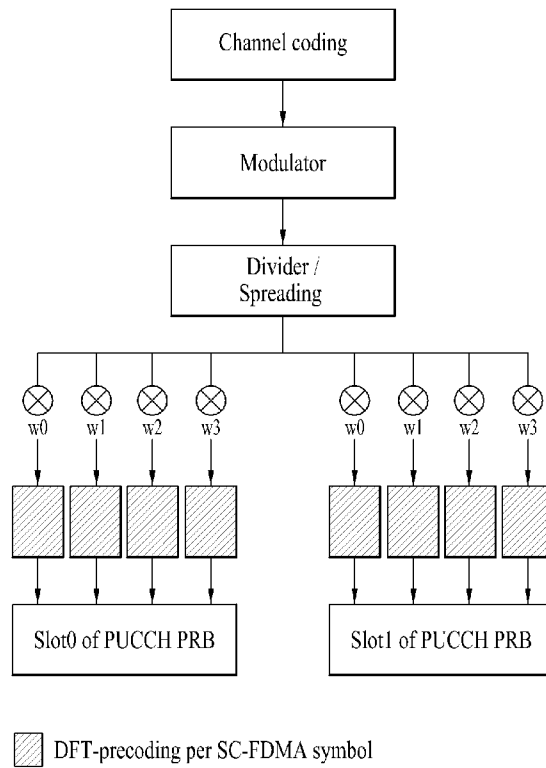 Channel coding
Modulator
Divider /
Spreading
w0 w1 w2 w3 w0 w1 w2 w3
Slot0 of PUCCH PRB Slot1 of PUCCH PRB
DFT-precoding per SC-FDMA symbol